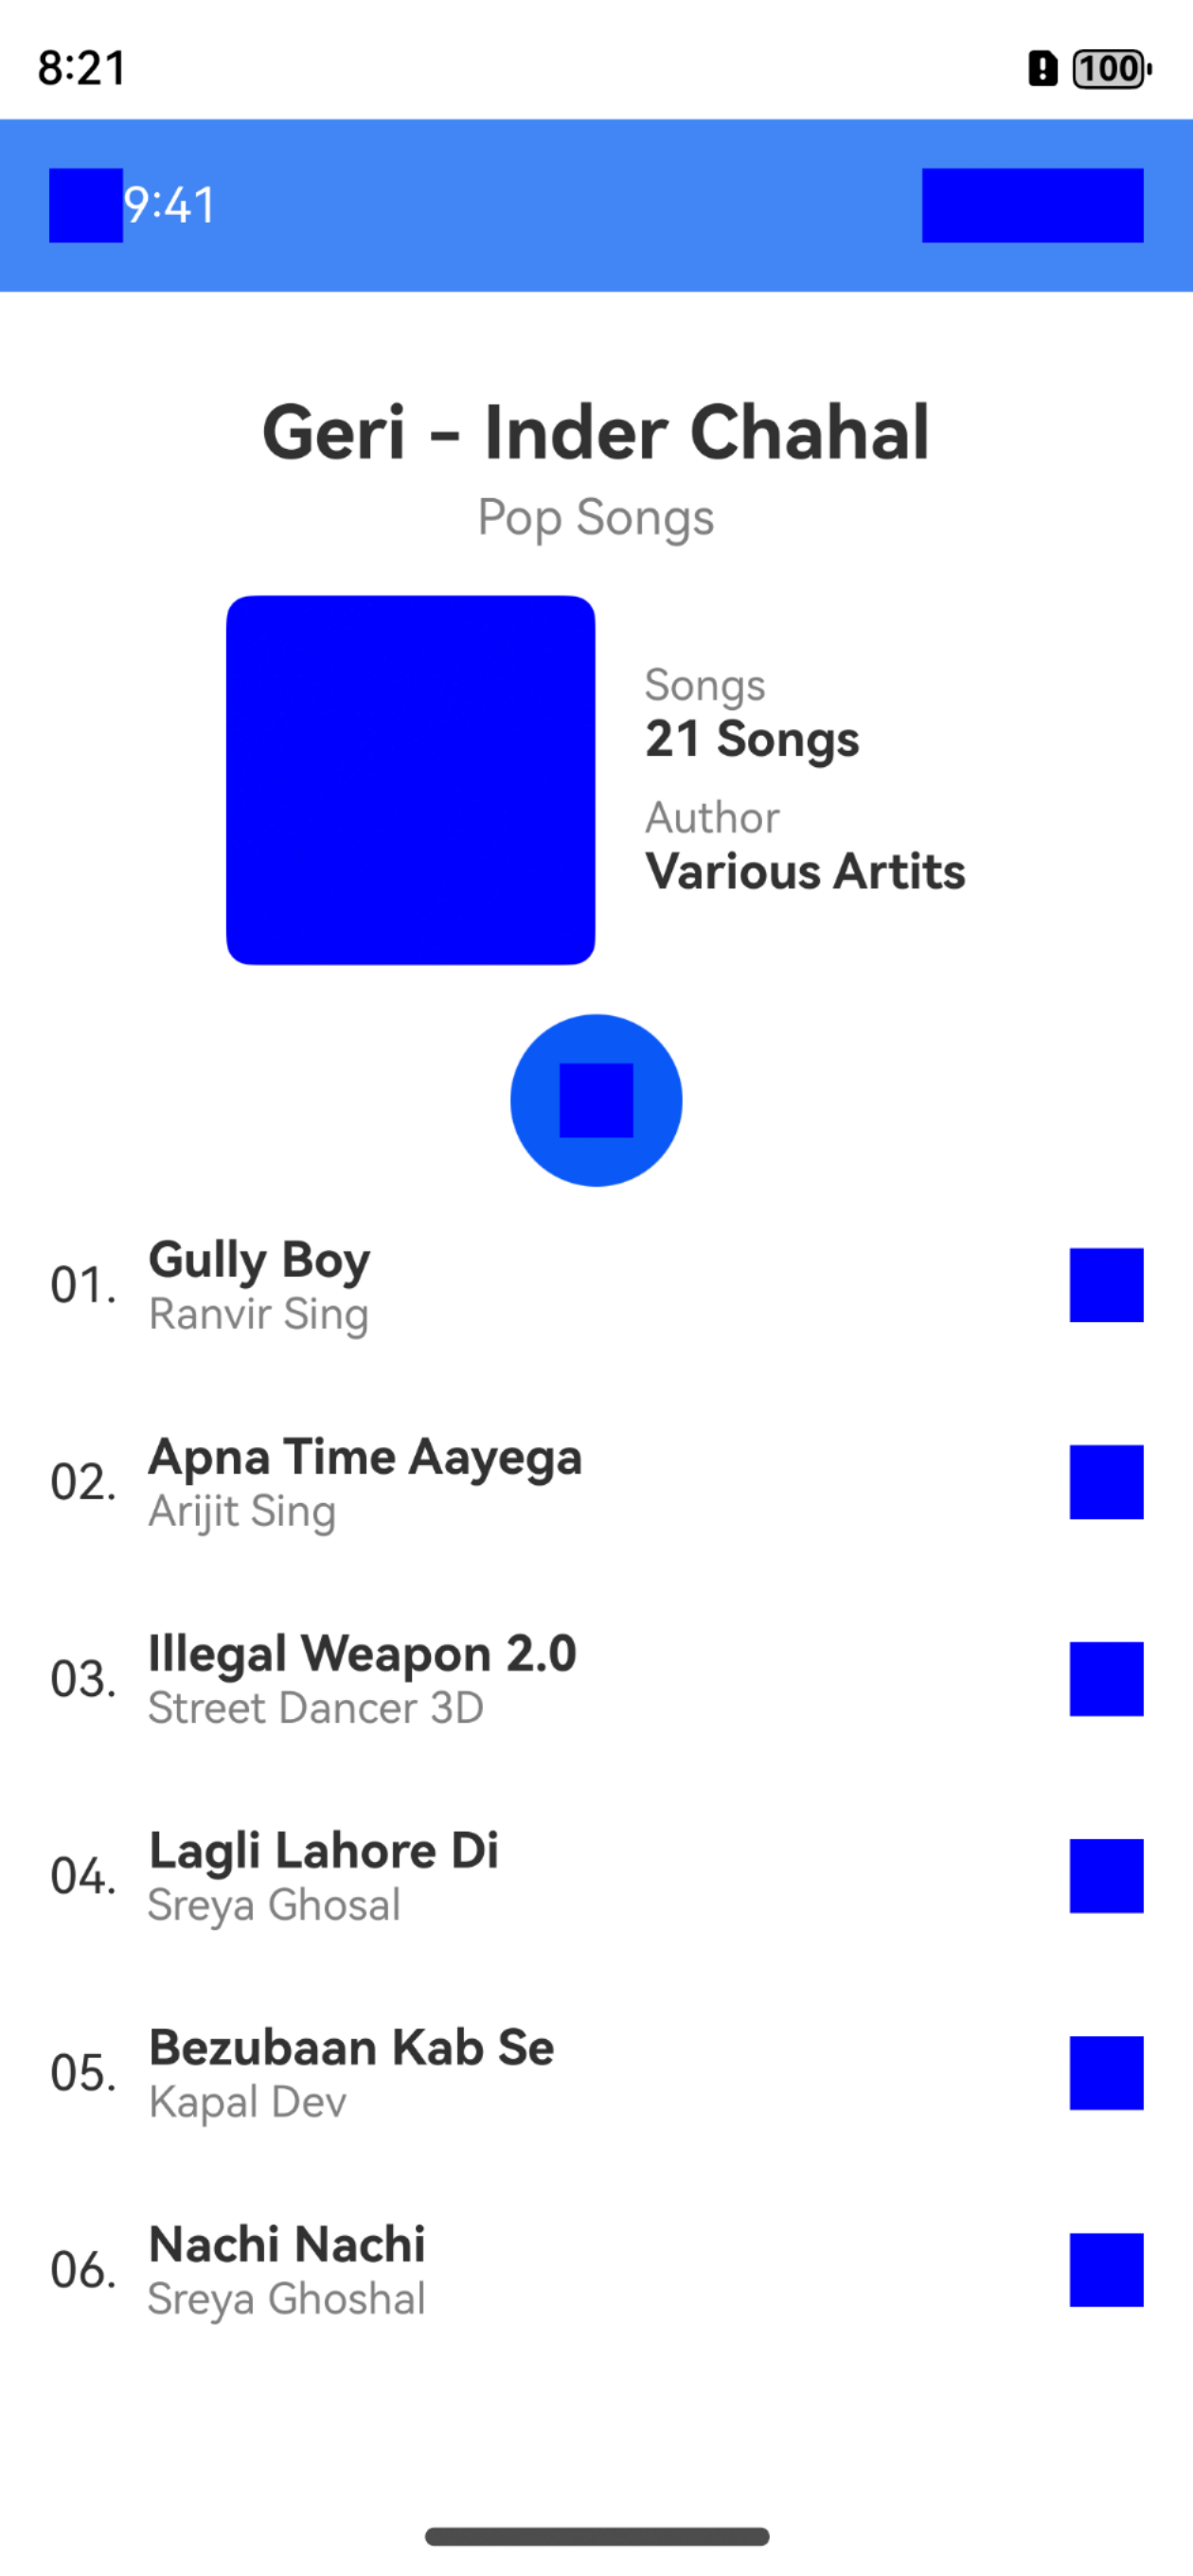 8:21
100
9:41
Geri - Inder Chahal
Pop Songs
Songs
21 Songs
Author
Various Artits
01.
Gully Boy
Ranvir Sing
02.
Apna Time Aayega
Arijit Sing
03.
Illegal Weapon 2.0
Street Dancer 3D
04.
Lagli Lahore Di
Sreya Ghosal
05.
Bezubaan Kab Se
Kapal Dev
06.
Nachi Nachi
Sreya Ghoshal